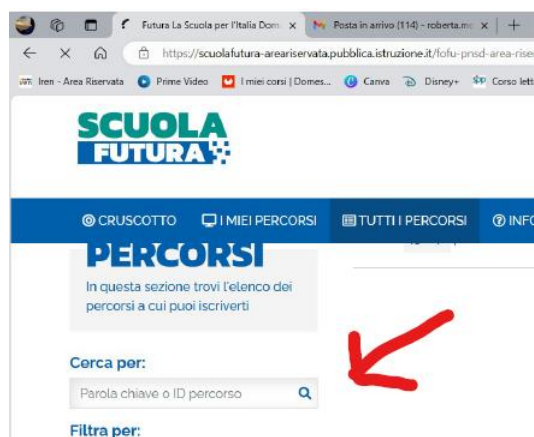 Futura La Scuola per l'Italia Dom
Posta in arrivo (114) - roberta.mc
https://scuolafutura-areariservata.pubblica.istruzione.it/fofu-pnsd-area-rise
Iren - Area Riservata
Prime Video
I miei corsi | Domes...
Canva
Disney+
Corso lett
SCUOLA
FUTURA
CRUSCOTTO
I MIEI PERCORSI
TUTTI I PERCORSI
INFO
PERCORSI
In questa sezione trovi l'elenco dei
percorsi a cui puoi iscriverti
Cerca per:
Parola chiave o ID percorso
Filtra per: